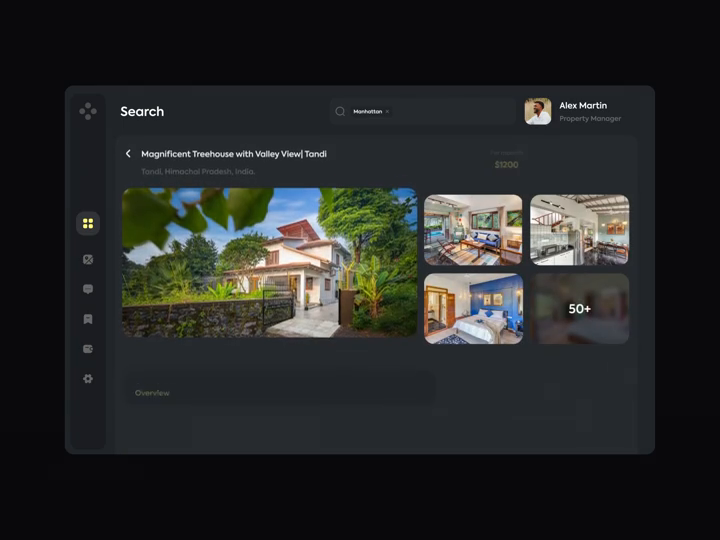 Search
Manhattan
Alex Martin
Property Manager
Magnificent Treehouse with Valley View| Tandi
Tandi, Himachal Pradesh, India.
$1200
50+
Overview